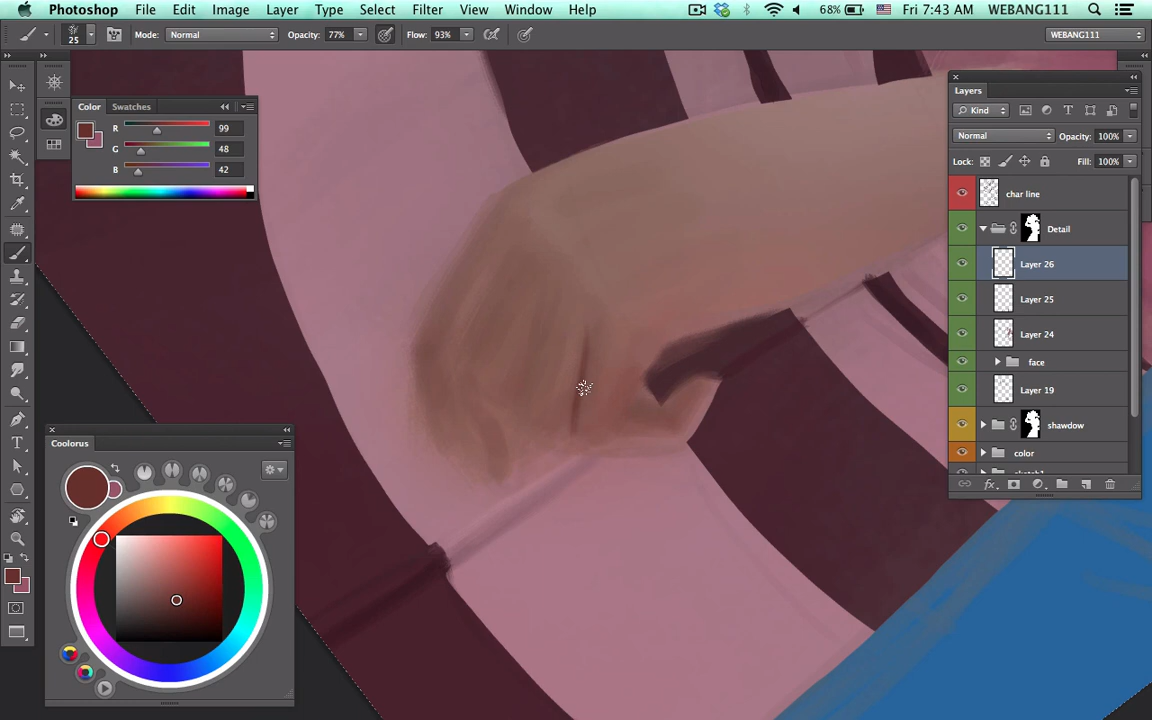 Photoshop File Edit Image Layer Type Select Filter View Window Help 68% Fri 7:43 AM WEBANG111
25 Mode: Normal Opacity: 77% Flow: 93% WEBANG111
Color Swatches
R 99
G 48
B 42
Coolorus
Layers
Kind
Normal Opacity: 100%
Lock: Fill: 100%
char line
Detail
Layer 26
Layer 25
Layer 24
face
Layer 19
shawdow
color